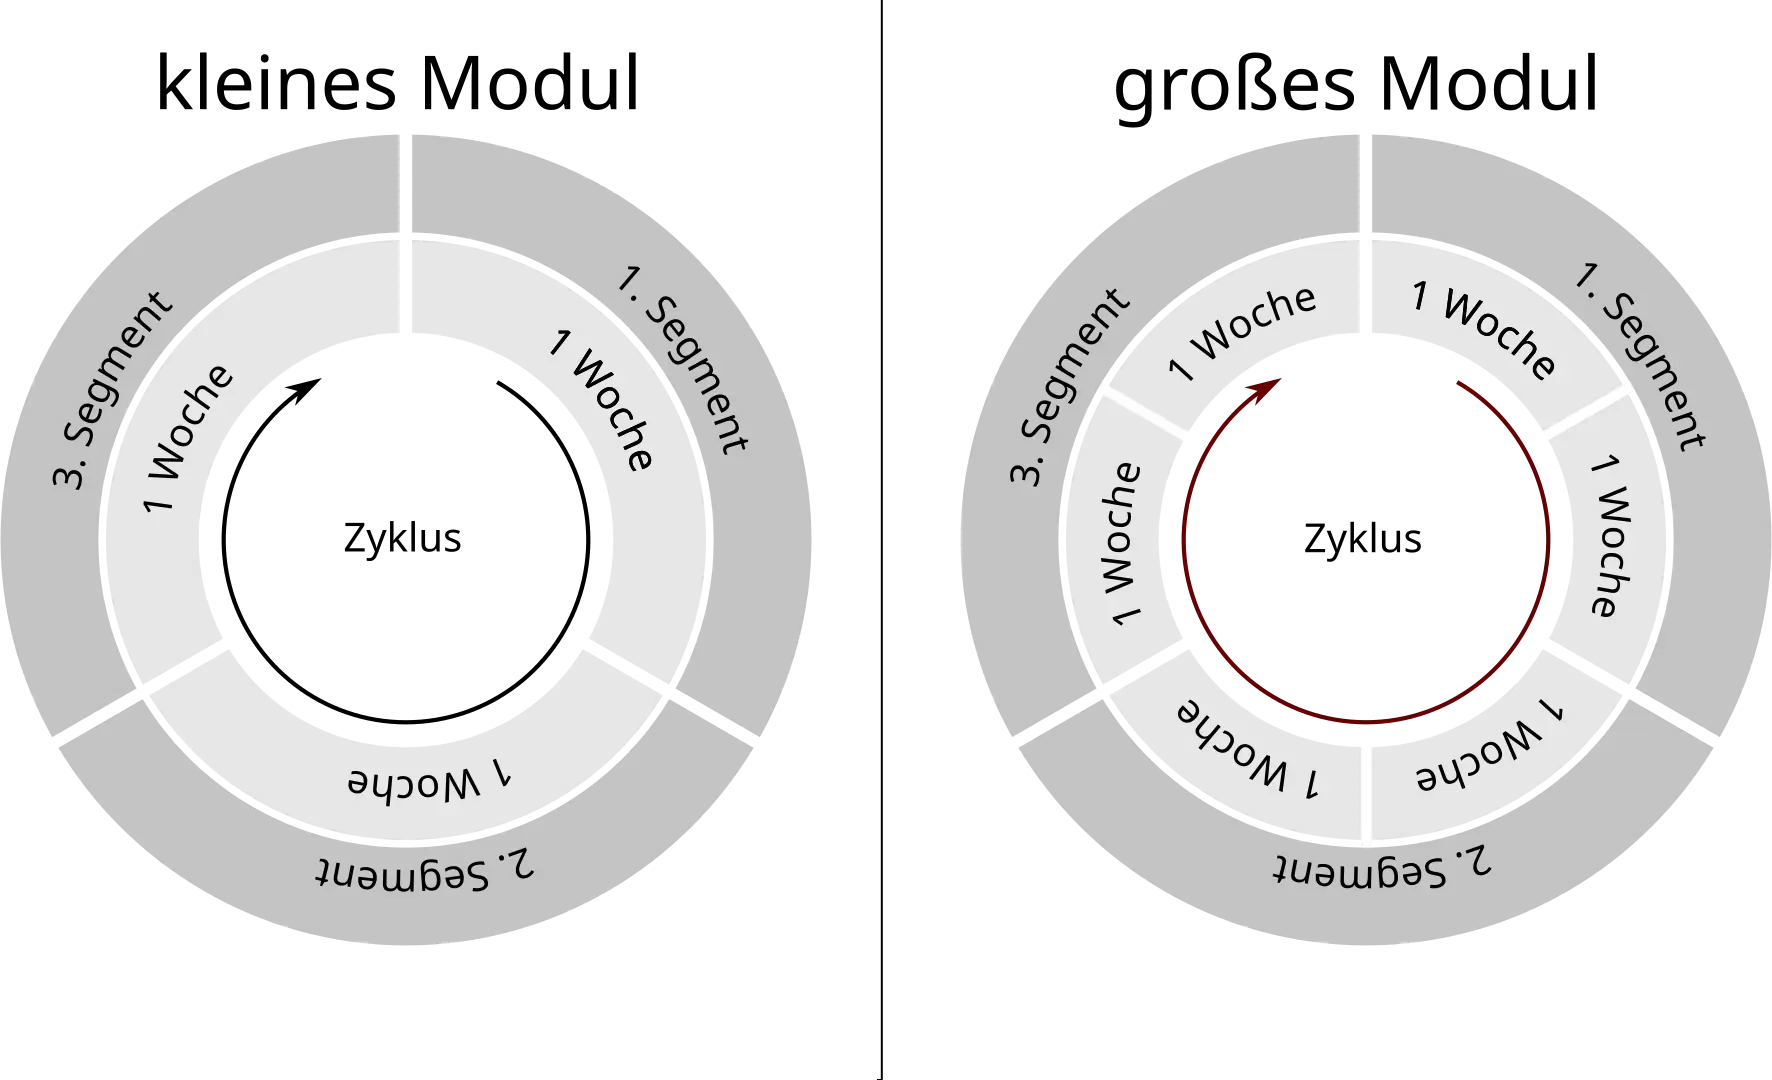 kleines Modul
1. Segment
1 Woche
2. Segment
1 Woche
3. Segment
1 Woche
Zyklus
großes Modul
1. Segment
1 Woche
1 Woche
2. Segment
1 Woche
1 Woche
3. Segment
1 Woche
1 Woche
Zyklus